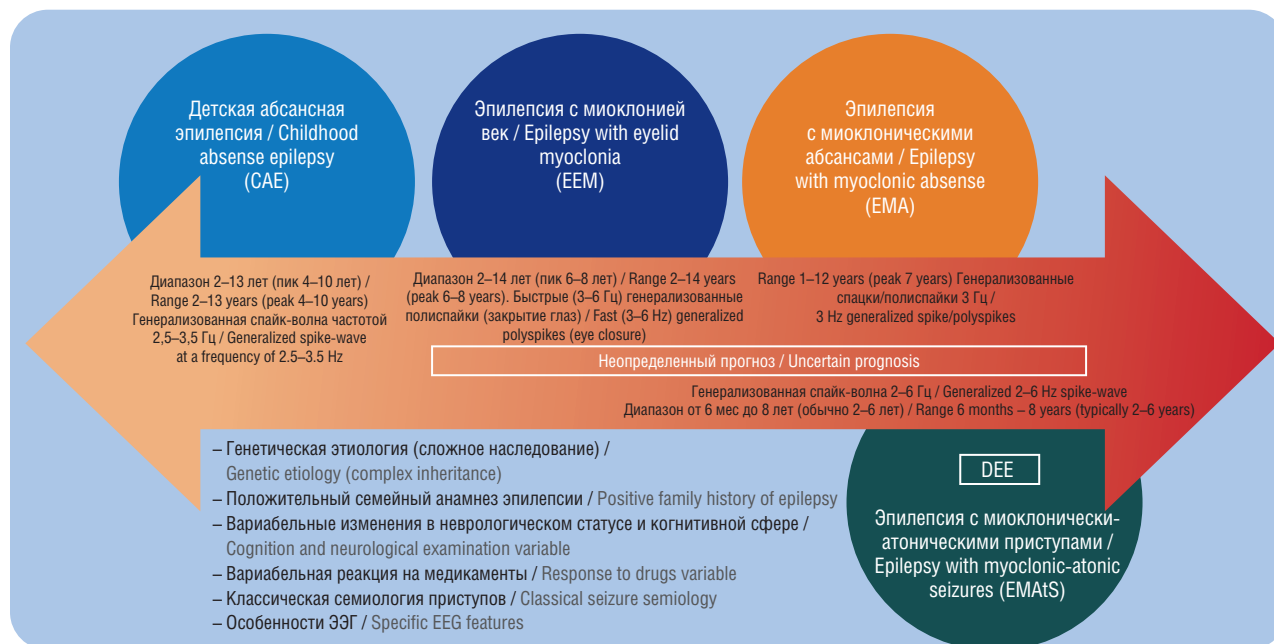 Детская абсансная
эпилепсия / Childhood
absense epilepsy
(CAE)
Эпилепсия с миоклонией
век / Epilepsy with eyelid
myoclonia
(EEM)
Эпилепсия
с миоклоническими
абсансами / Epilepsy
with myoclonic absense
(EMA)
Диапазон 2–13 лет (пик 4–10 лет) /
Range 2–13 years (peak 4–10 years)
Генерализованная спайк-волна частотой
2,5–3,5 Гц / Generalized spike-wave
at a frequency of 2.5–3.5 Hz
Диапазон 2–14 лет (пик 6–8 лет) / Range 2–14 years
(peak 6–8 years). Быстрые (3–6 Гц) генерализованные
полиспайки (закрытие глаз) / Fast (3–6 Hz) generalized
polyspikes (eye closure)
Range 1–12 years (peak 7 years) Генерализованные
спацки/полиспайки 3 Гц /
3 Hz generalized spike/polyspikes
Неопределенный прогноз / Uncertain prognosis
Генерализованная спайк-волна 2–6 Гц / Generalized 2–6 Hz spike-wave
Диапазон от 6 мес до 8 лет (обычно 2–6 лет) / Range 6 months – 8 years (typically 2–6 years)
– Генетическая этиология (сложное наследование) /
Genetic etiology (complex inheritance)
– Положительный семейный анамнез эпилепсии / Positive family history of epilepsy
– Вариабельные изменения в неврологическом статусе и когнитивной сфере /
Cognition and neurological examination variable
– Вариабельная реакция на медикаменты / Response to drugs variable
– Классическая семиология приступов / Classical seizure semiology
– Особенности ЭЭГ / Specific EEG features
DEE
Эпилепсия с миоклонически-
атоническими приступами /
Epilepsy with myoclonic-atonic
seizures (EMAtS)